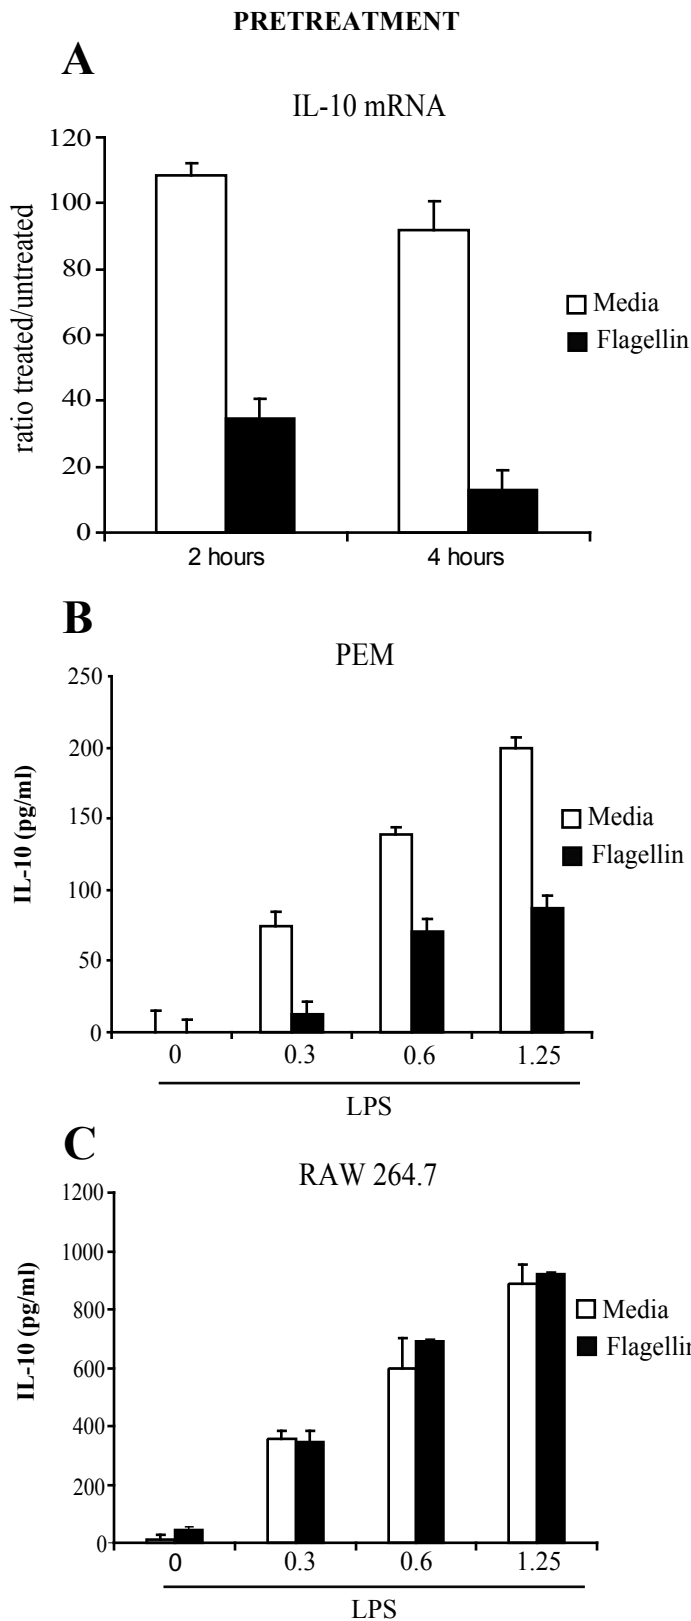 PRETREATMENT
A
IL-10 mRNA
120
100
80
60
40
20
0
ratio treated/untreated
2 hours
4 hours
Media
Flagellin
B
PEM
250
200
150
100
50
0
IL-10 (pg/ml)
0
0.3
0.6
1.25
LPS
Media
Flagellin
C
RAW 264.7
1200
1000
800
600
400
200
0
IL-10 (pg/ml)
0
0.3
0.6
1.25
LPS
Media
Flagellin